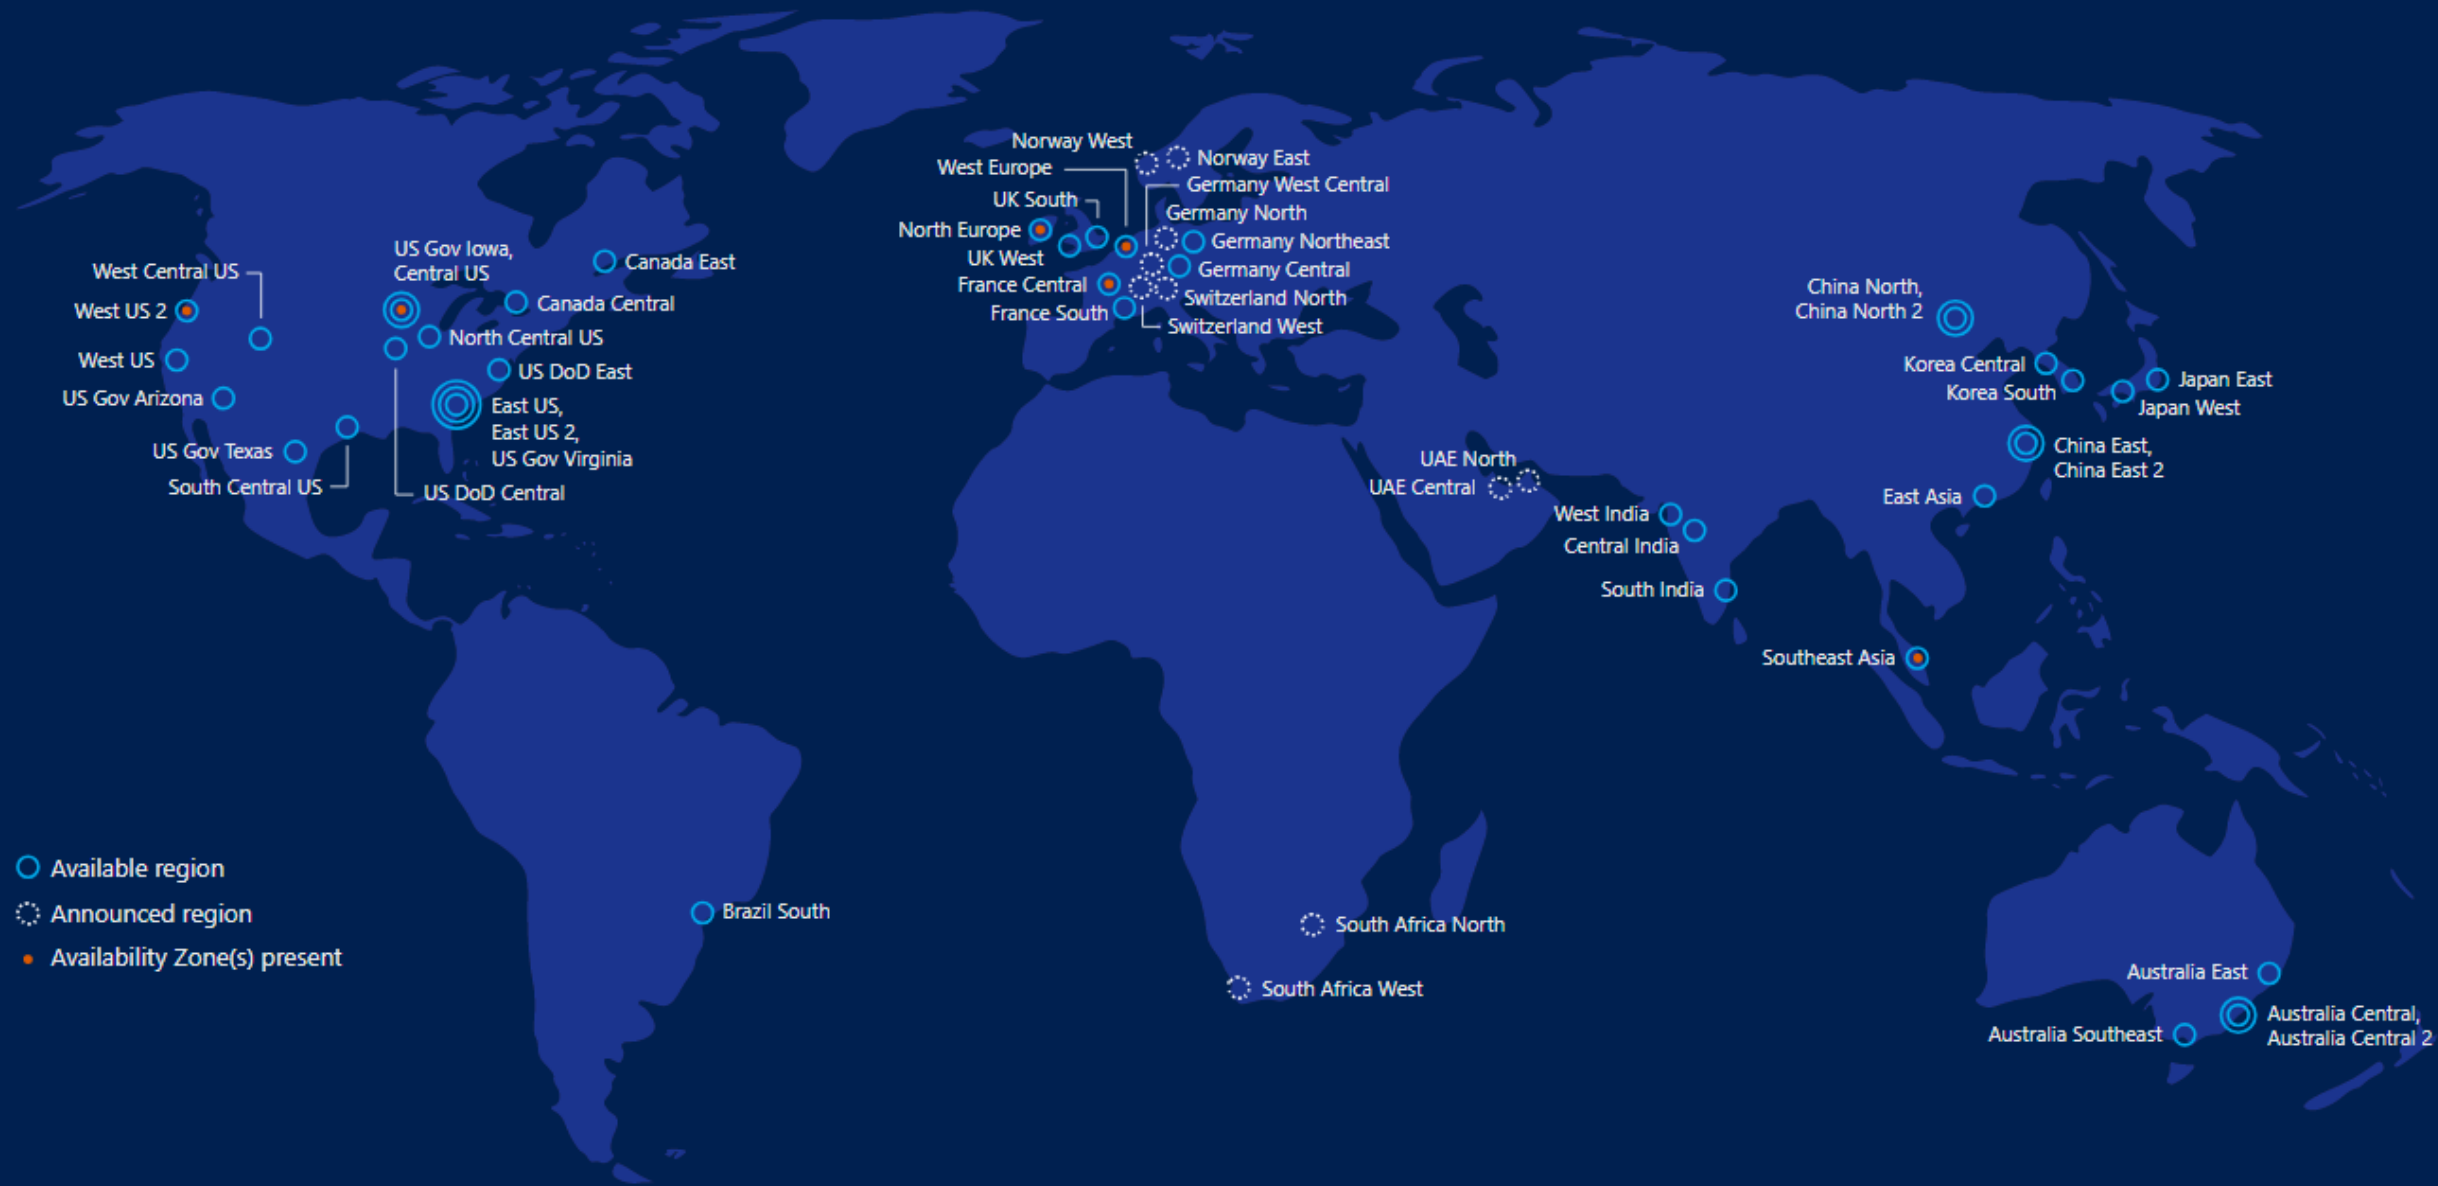 West Central US
West US 2
West US
US Gov Arizona
US Gov Texas
South Central US
US Gov Iowa,
Central US
North Central US
US DoD East
East US,
East US 2,
US Gov Virginia
US DoD Central
Canada East
Canada Central
Brazil South
Norway West
West Europe
UK South
North Europe
UK West
France Central
France South
Norway East
Germany West Central
Germany North
Germany Northeast
Germany Central
Switzerland North
Switzerland West
UAE North
UAE Central
South Africa North
South Africa West
West India
Central India
South India
China North,
China North 2
Korea Central
Korea South
Japan East
Japan West
China East,
China East 2
East Asia
Southeast Asia
Australia East
Australia Central,
Australia Central 2
Australia Southeast
Available region
Announced region
Availability Zone(s) present